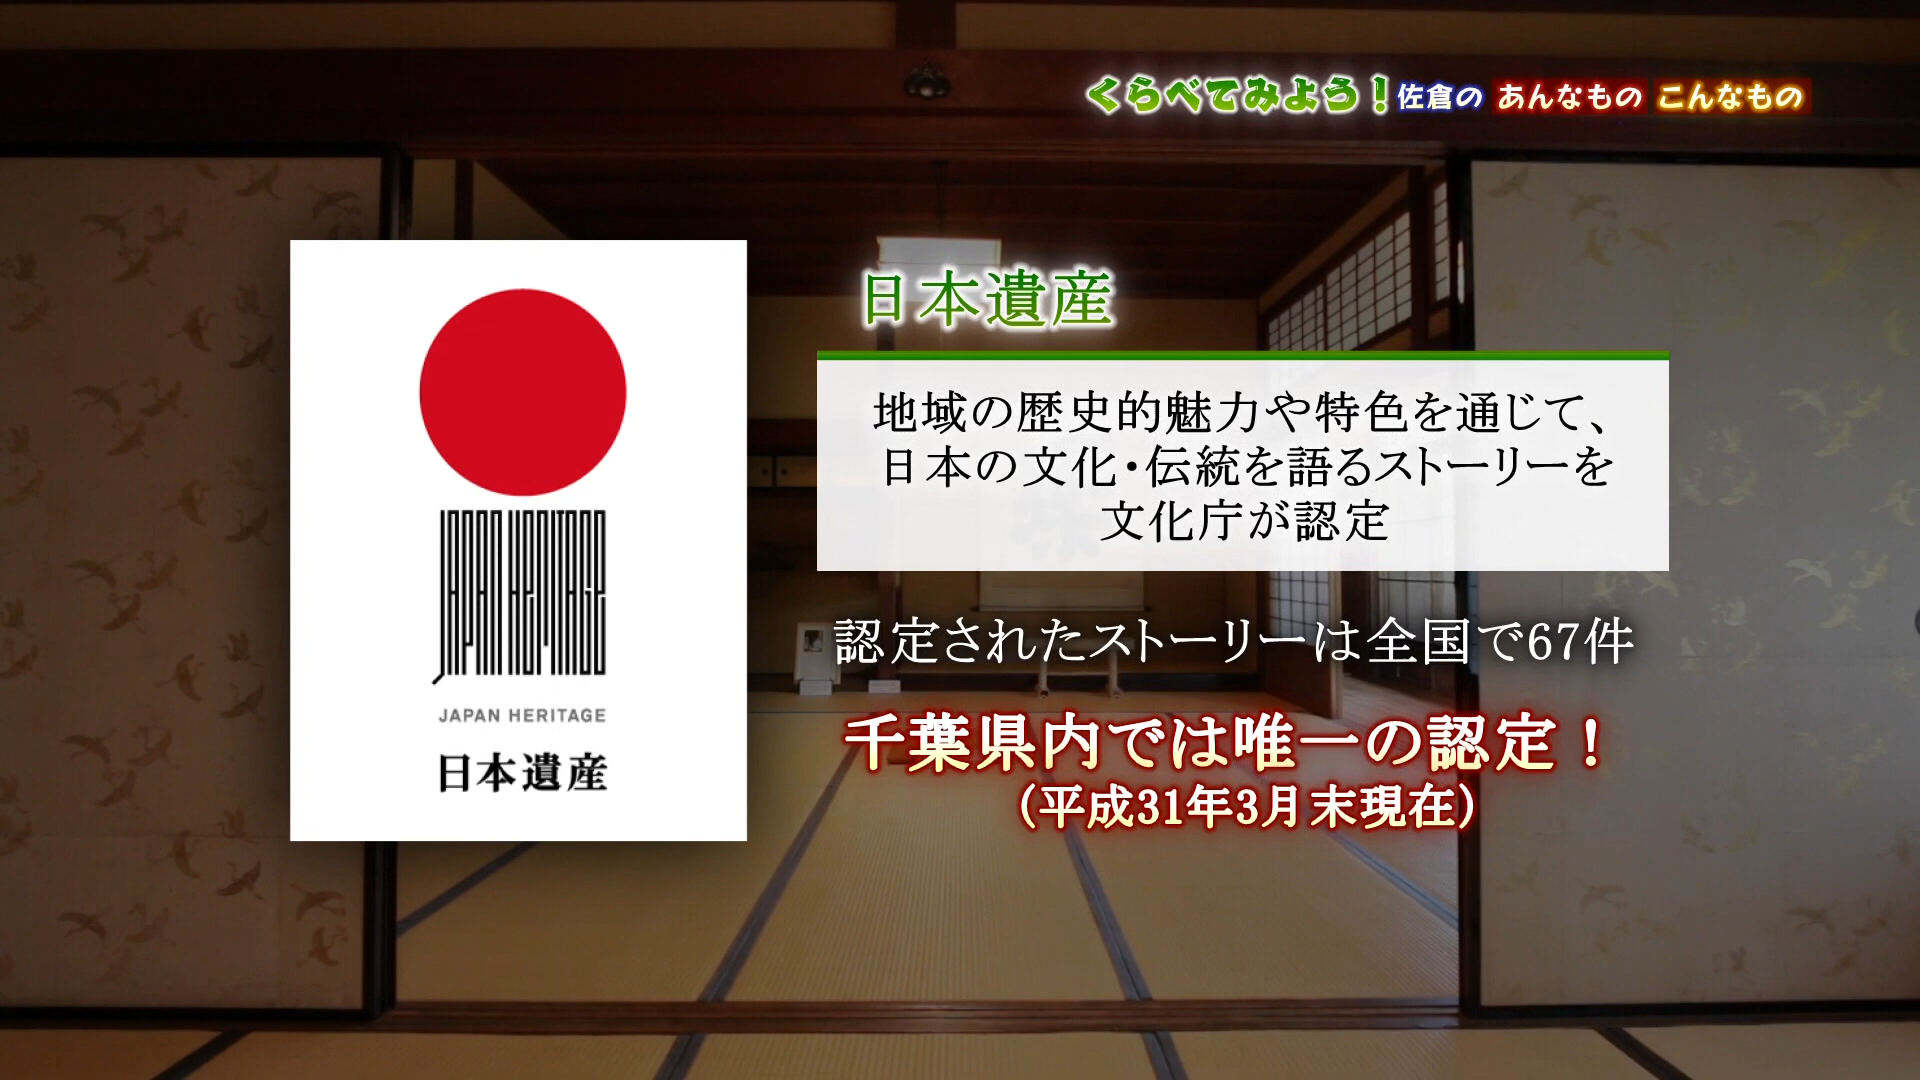 くらべてみよう！佐倉の あんなもの こんなもの
日本遺産
地域の歴史的魅力や特色を通じて、
日本の文化・伝統を語るストーリーを
文化庁が認定
認定されたストーリーは全国で67件
千葉県内では唯一の認定！
(平成31年3月末現在)
JAPAN HERITAGE
JAPAN HERITAGE
日本遺産